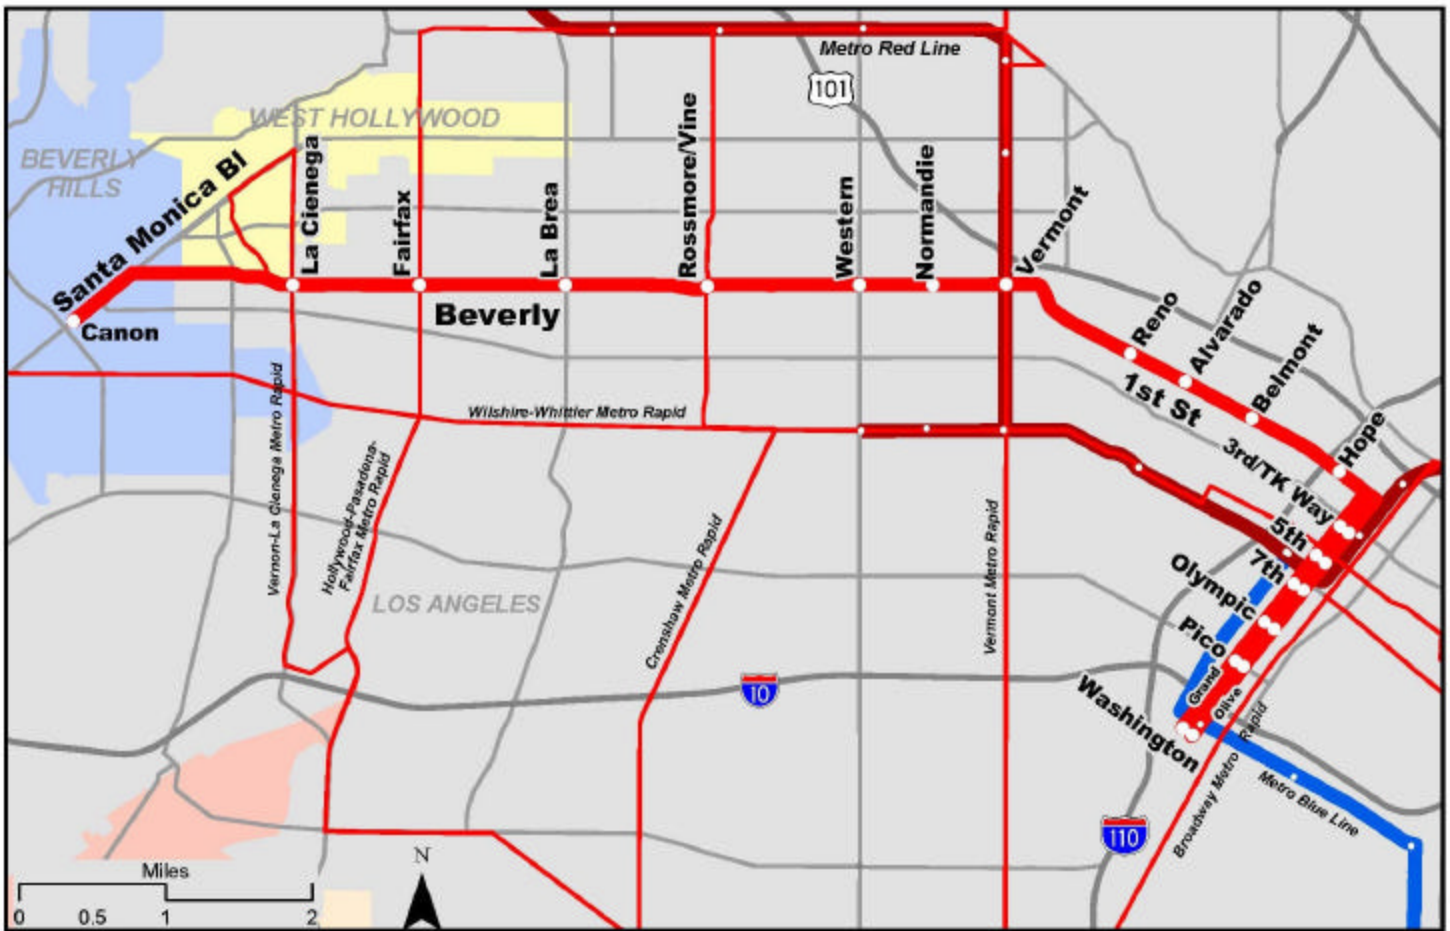 Metro Red Line
101
WEST HOLLYWOOD
BEVERLY
HILLS
Santa Monica Bl
La Cienega
Fairfax
La Brea
Rossmore/Vine
Western
Normandie
Vermont
Canon
Beverly
Reno
Alvarado
Belmont
1st St
Hope
3rd/TK Way
5th
7th
Olympic
Pico
Grand
Olive
Washington
Wilshire-Whittier Metro Rapid
Vernon-La Cienega Metro Rapid
Hollywood-Pasadena-
Fairfax Metro Rapid
LOS ANGELES
Crenshaw Metro Rapid
Vermont Metro Rapid
10
Broadway Metro Rapid
Metro Blue Line
110
Miles
0 0.5 1 2
N